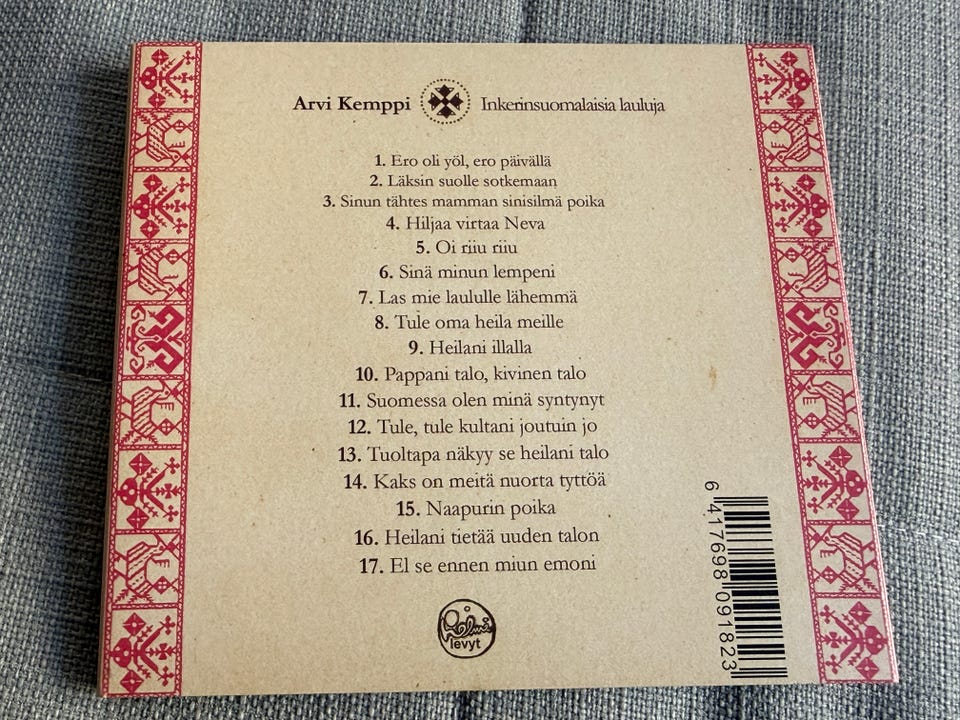 Arvi Kemppi Inkerinsuomalaisia lauluja
1. Ero oli yöl, ero päivällä
2. Läksin suolle sotkemaan
3. Sinun tähtes mamman sinisilmä poika
4. Hiljaa virtaa Neva
5. Oi riiu riu
6. Sinä minun lempeni
7. Las mie laululle lähemmä
8. Tule oma heila meille
9. Heilani illalla
10. Pappani talo, kivinen talo
11. Suomessa olen minä syntynyt
12. Tule, tule kultani joutuin jo
13. Tuoltapa näkyy se heilani talo
14. Kaks on meitä nuorta tyttöä
15. Naapurin poika
16. Heilani tietää uuden talon
17. El se ennen miun emoni
levyt
6 417698 091823